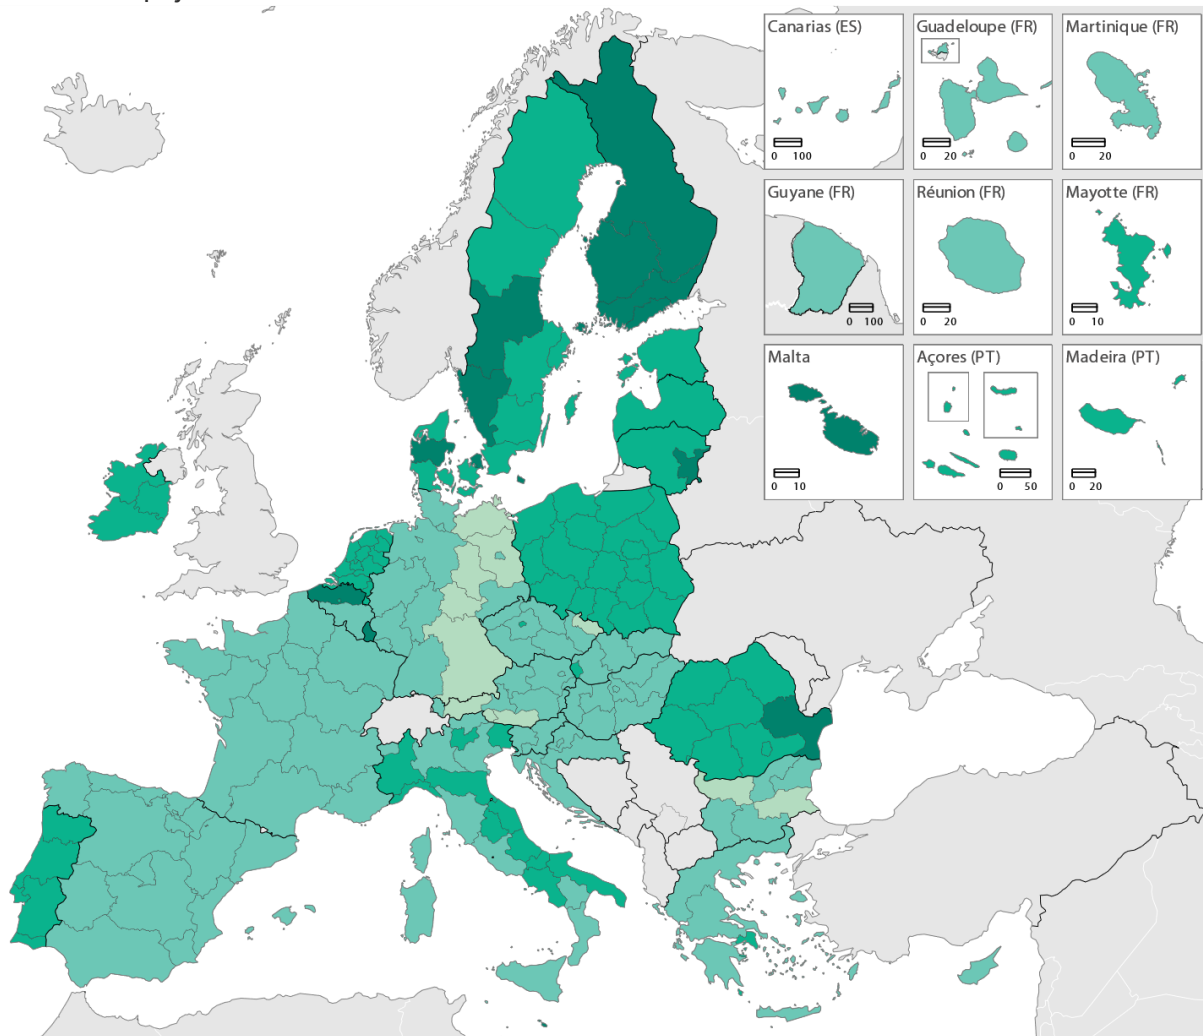 Canarias (ES)
0 100
Guadeloupe (FR)
0 20
Martinique (FR)
0 20
Guyane (FR)
0 100
Réunion (FR)
0 20
Mayotte (FR)
0 10
Malta
0 10
Açores (PT)
0 50
Madeira (PT)
0 20